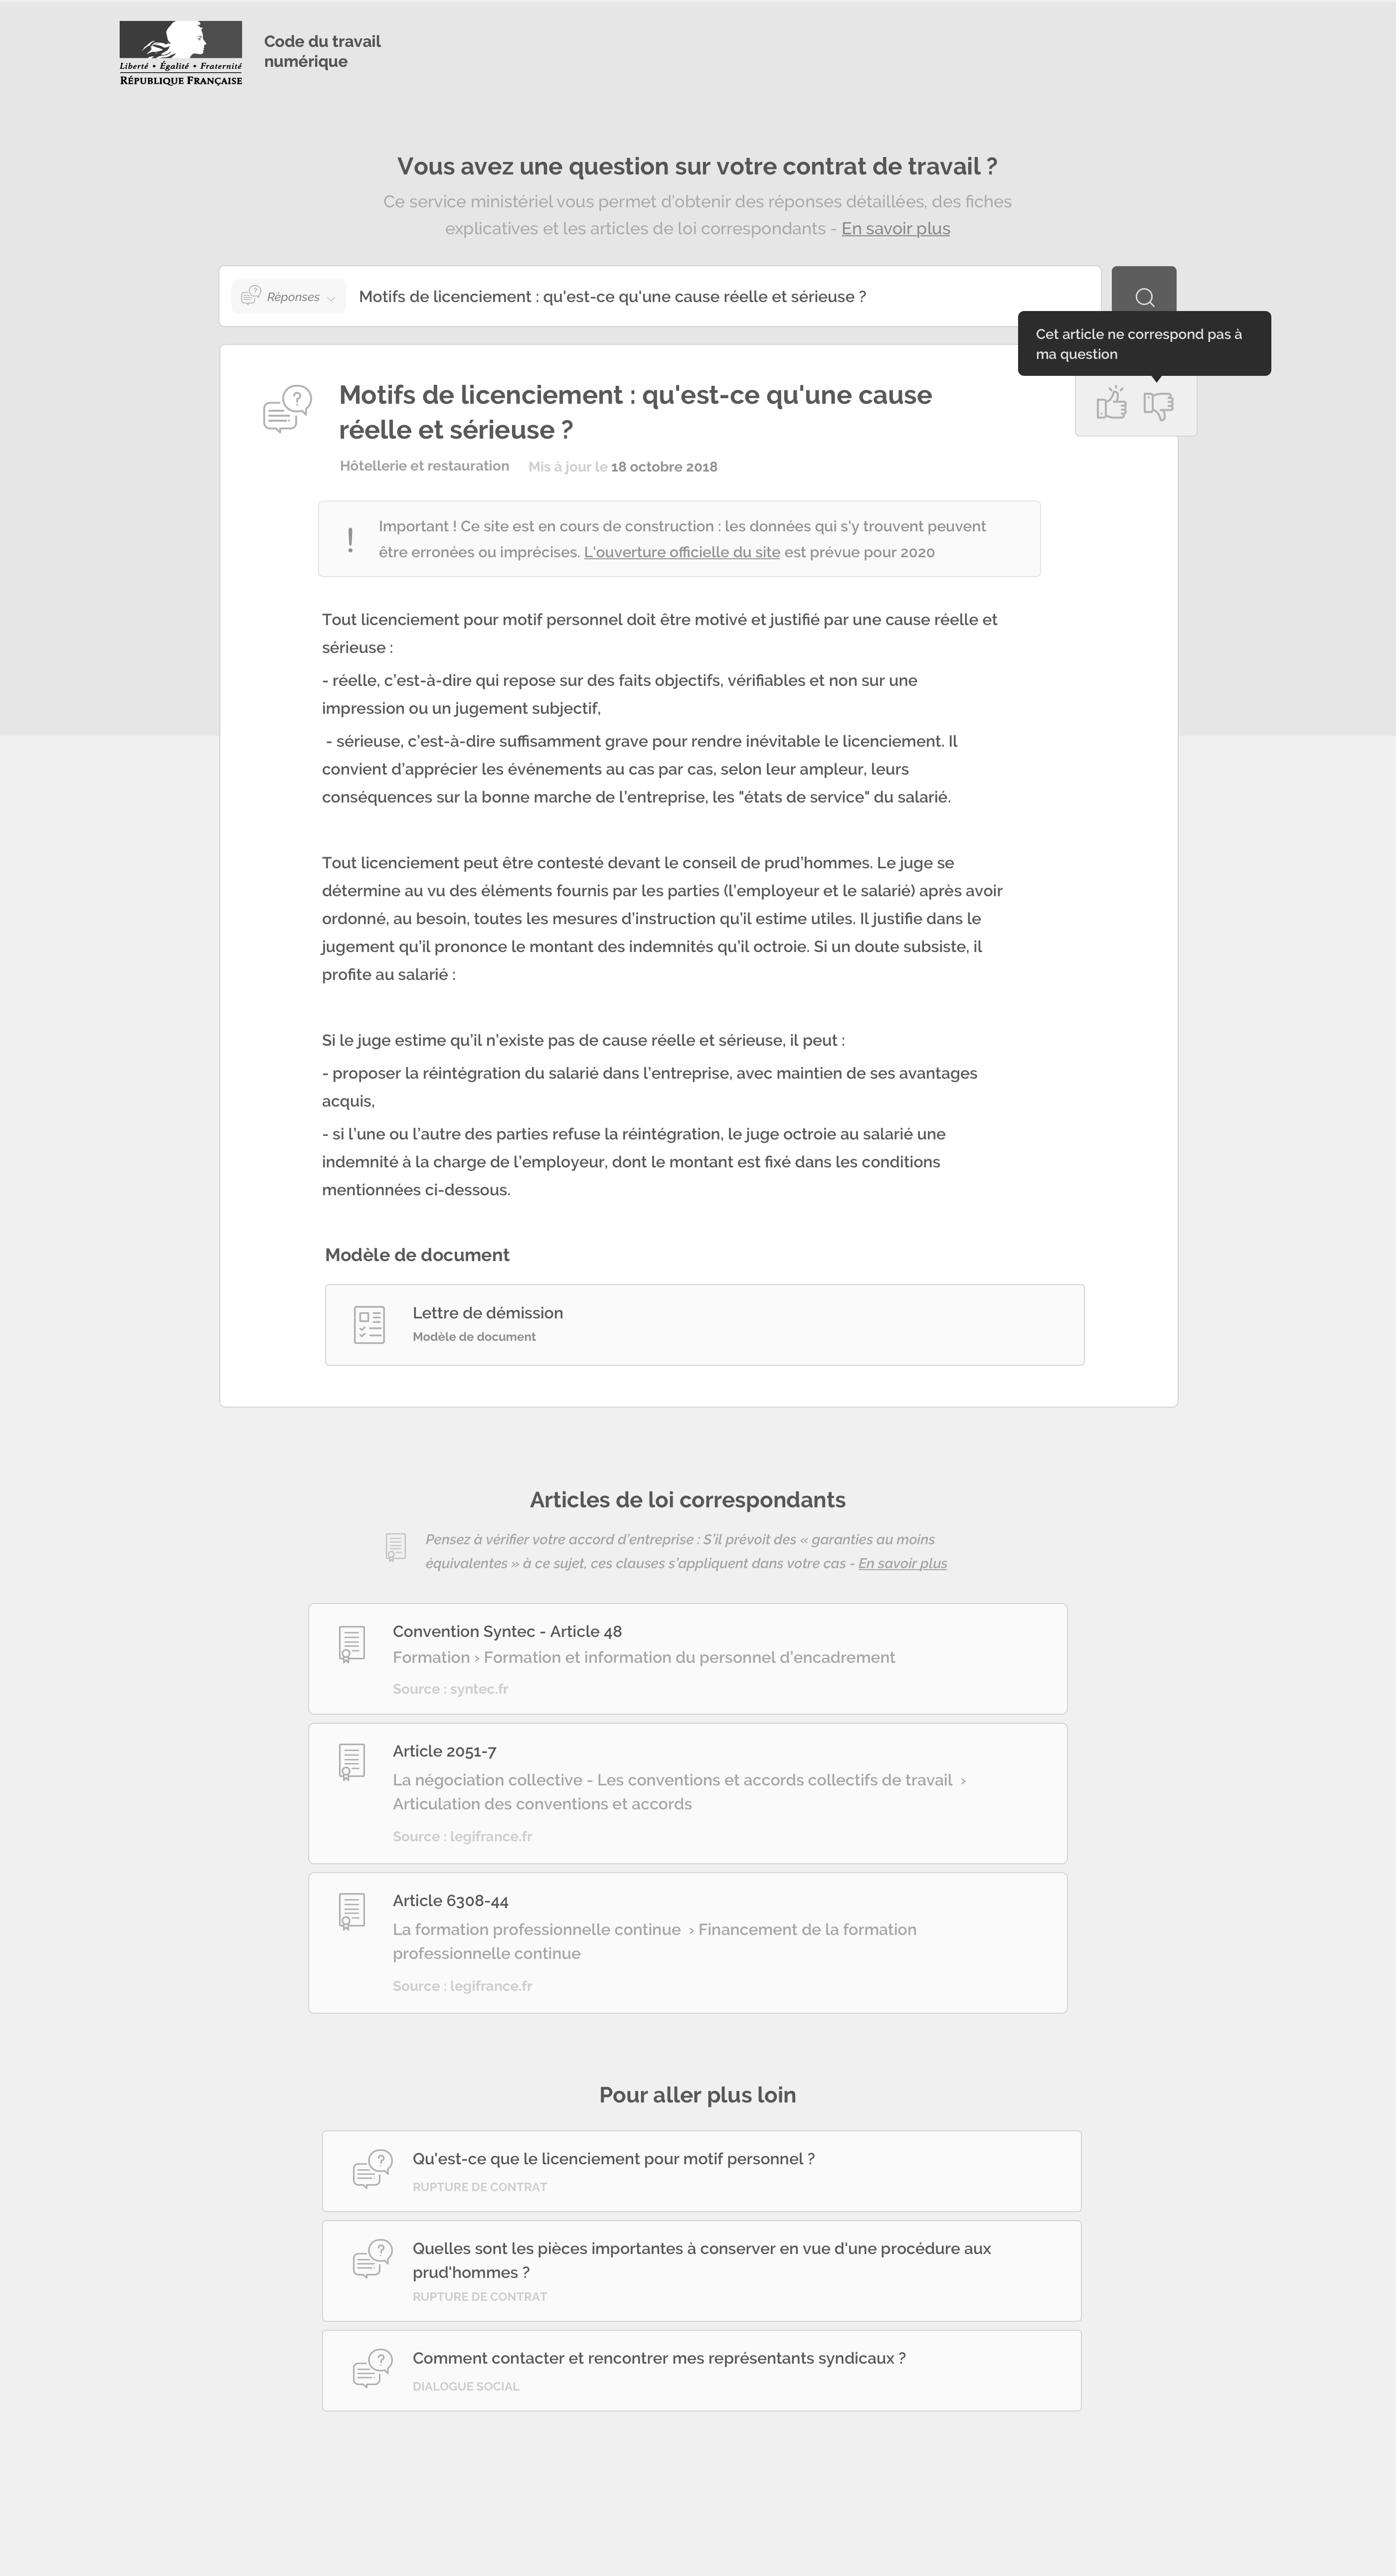 Liberté • Égalité • Fraternité
RÉPUBLIQUE FRANÇAISE
Code du travail
numérique
Vous avez une question sur votre contrat de travail ?
Ce service ministériel vous permet d'obtenir des réponses détaillées, des fiches
explicatives et les articles de loi correspondants - En savoir plus
Réponses
Motifs de licenciement : qu'est-ce qu'une cause réelle et sérieuse ?
Cet article ne correspond pas à
ma question
Motifs de licenciement : qu'est-ce qu'une cause
réelle et sérieuse ?
Hôtellerie et restauration Mis à jour le 18 octobre 2018
! Important ! Ce site est en cours de construction : les données qui s'y trouvent peuvent
être erronées ou imprécises. L'ouverture officielle du site est prévue pour 2020
Tout licenciement pour motif personnel doit être motivé et justifié par une cause réelle et
sérieuse :
- réelle, c’est-à-dire qui repose sur des faits objectifs, vérifiables et non sur une
impression ou un jugement subjectif,
- sérieuse, c’est-à-dire suffisamment grave pour rendre inévitable le licenciement. Il
convient d’apprécier les événements au cas par cas, selon leur ampleur, leurs
conséquences sur la bonne marche de l’entreprise, les "états de service" du salarié.
Tout licenciement peut être contesté devant le conseil de prud’hommes. Le juge se
détermine au vu des éléments fournis par les parties (l’employeur et le salarié) après avoir
ordonné, au besoin, toutes les mesures d’instruction qu’il estime utiles. Il justifie dans le
jugement qu’il prononce le montant des indemnités qu’il octroie. Si un doute subsiste, il
profite au salarié :
Si le juge estime qu’il n’existe pas de cause réelle et sérieuse, il peut :
- proposer la réintégration du salarié dans l’entreprise, avec maintien de ses avantages
acquis,
- si l’une ou l’autre des parties refuse la réintégration, le juge octroie au salarié une
indemnité à la charge de l’employeur, dont le montant est fixé dans les conditions
mentionnées ci-dessous.
Modèle de document
Lettre de démission
Modèle de document
Articles de loi correspondants
Pensez à vérifier votre accord d’entreprise : S’il prévoit des « garanties au moins
équivalentes » à ce sujet, ces clauses s’appliquent dans votre cas - En savoir plus
Convention Syntec - Article 48
Formation › Formation et information du personnel d’encadrement
Source : syntec.fr
Article 2051-7
La négociation collective - Les conventions et accords collectifs de travail ›
Articulation des conventions et accords
Source : legifrance.fr
Article 6308-44
La formation professionnelle continue › Financement de la formation
professionnelle continue
Source : legifrance.fr
Pour aller plus loin
Qu'est-ce que le licenciement pour motif personnel ?
RUPTURE DE CONTRAT
Quelles sont les pièces importantes à conserver en vue d'une procédure aux
prud'hommes ?
RUPTURE DE CONTRAT
Comment contacter et rencontrer mes représentants syndicaux ?
DIALOGUE SOCIAL